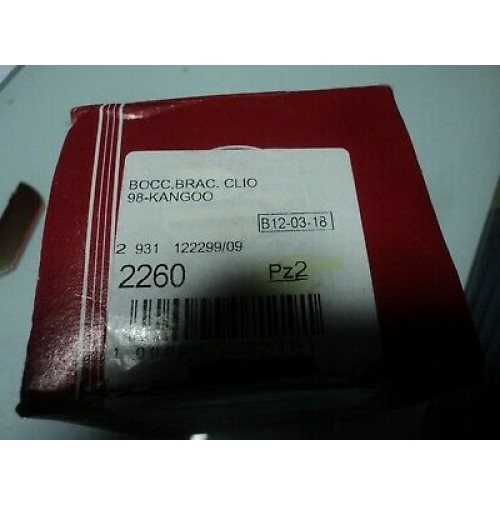 BOCC.BRAC. CLIO
98-KANGOO
B12-03-18
2 931 122299/09
2260 Pz2